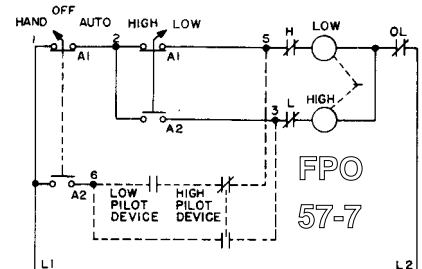 OFF
HAND AUTO HIGH LOW
1 2 5 H LOW OL
A1 A1
HIGH
3 L
A2
6
A2 LOW PILOT DEVICE HIGH PILOT DEVICE
FPO
57-7
L1 L2